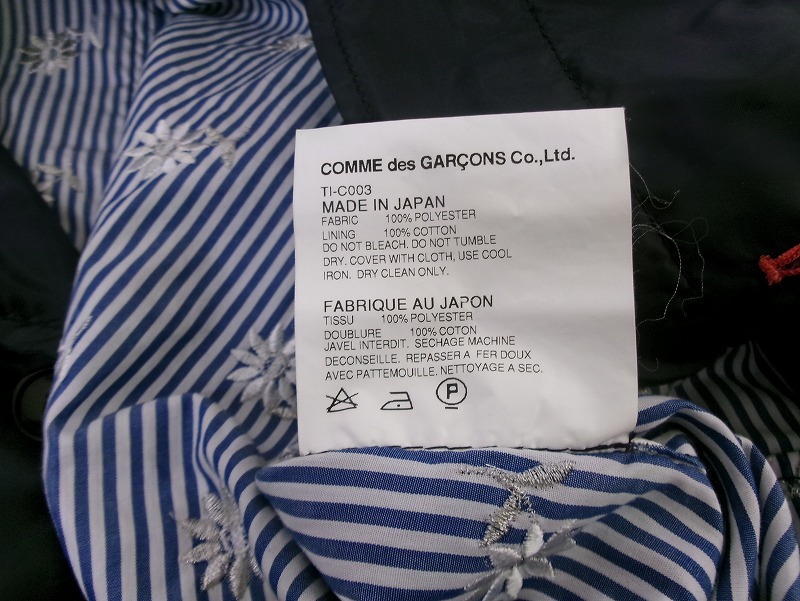 COMME des GARÇONS Co.,Ltd.
TI-C003
MADE IN JAPAN
FABRIC 100% POLYESTER
LINING 100% COTTON
DO NOT BLEACH. DO NOT TUMBLE
DRY. COVER WITH CLOTH, USE COOL
IRON. DRY CLEAN ONLY.
FABRIQUE AU JAPON
TISSU 100% POLYESTER
DOUBLURE 100% COTON
JAVEL INTERDIT. SECHAGE MACHINE
DECONSEILLE. REPASSER A FER DOUX
AVEC PATTEMOUILLE. NETTOYAGE A SEC.
P